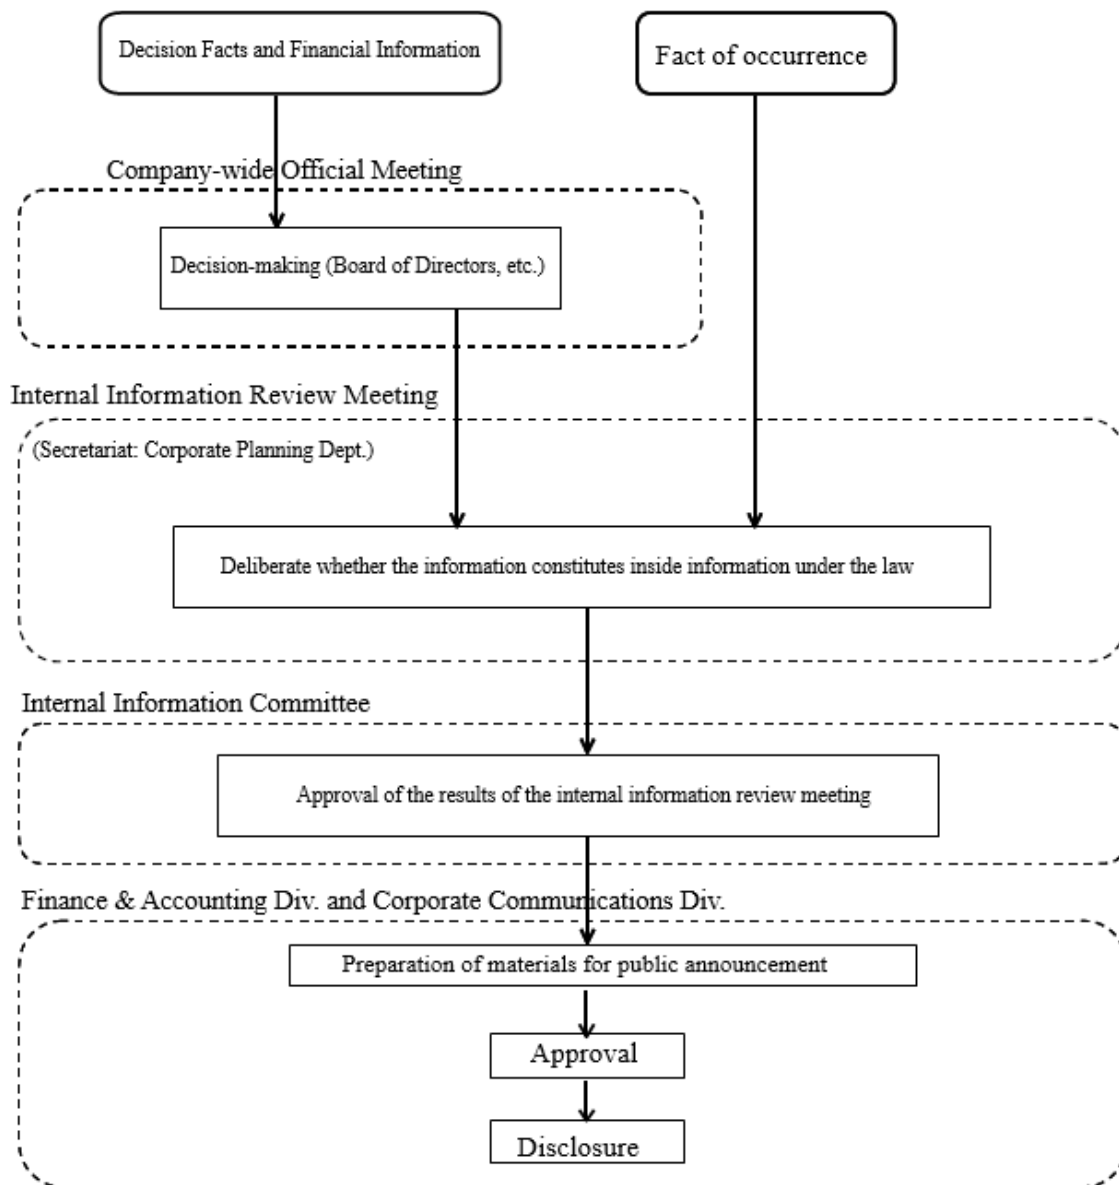 Decision Facts and Financial Information
Fact of occurrence
Company-wide Official Meeting
Decision-making (Board of Directors, etc.)
Internal Information Review Meeting
(Secretariat: Corporate Planning Dept.)
Deliberate whether the information constitutes inside information under the law
Internal Information Committee
Approval of the results of the internal information review meeting
Finance & Accounting Div. and Corporate Communications Div.
Preparation of materials for public announcement
Approval
Disclosure